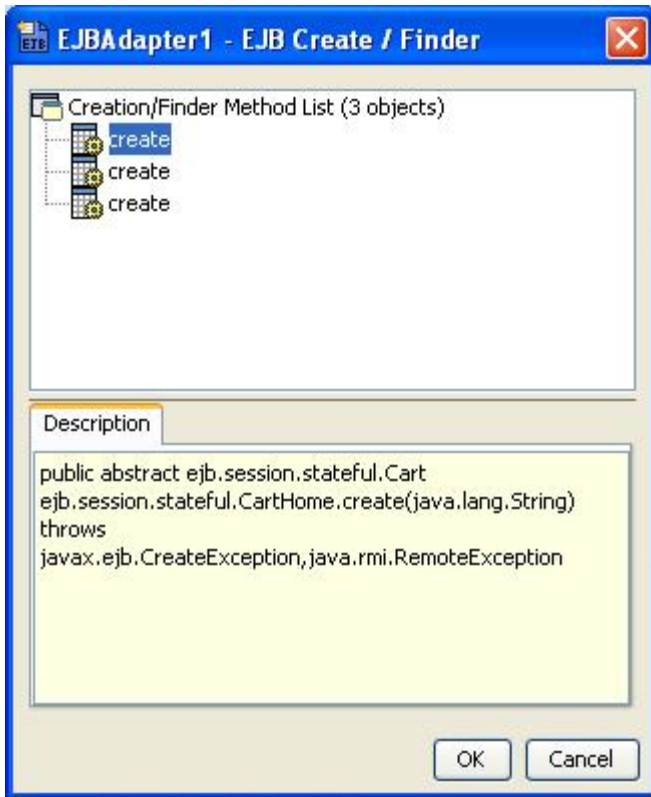 EJB
EJBAdapter1 - EJB Create / Finder
Creation/Finder Method List (3 objects)
create
create
create
Description
public abstract ejb.session.stateful.Cart
ejb.session.stateful.CartHome.create(java.lang.String)
throws
javax.ejb.CreateException,java.rmi.RemoteException
OK
Cancel